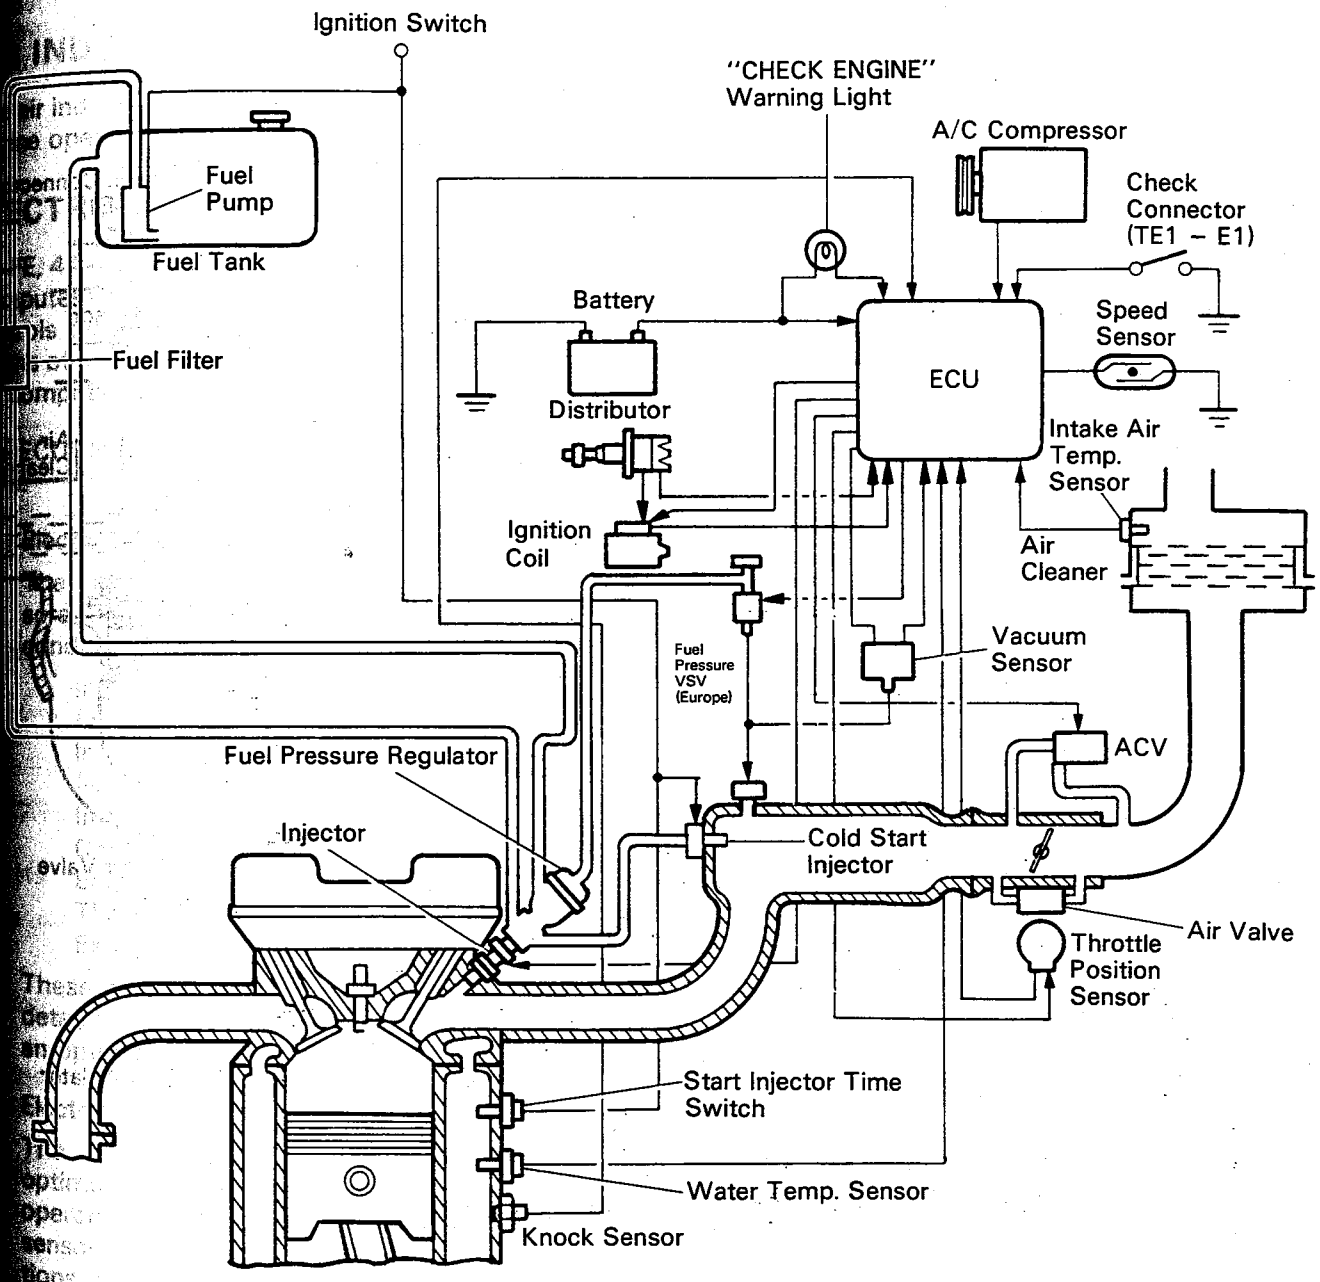 Ignition Switch
"CHECK ENGINE"
Warning Light
A/C Compressor
Check
Connector
(TE1 – E1)
Fuel
Pump
Fuel Tank
Battery
Speed
Sensor
Fuel Filter
ECU
Distributor
Intake Air
Temp.
Sensor
Ignition
Coil
Air
Cleaner
Fuel
Pressure
VSV
(Europe)
Vacuum
Sensor
Fuel Pressure Regulator
ACV
Injector
Cold Start
Injector
Air Valve
Throttle
Position
Sensor
Start Injector Time
Switch
Water Temp. Sensor
Knock Sensor